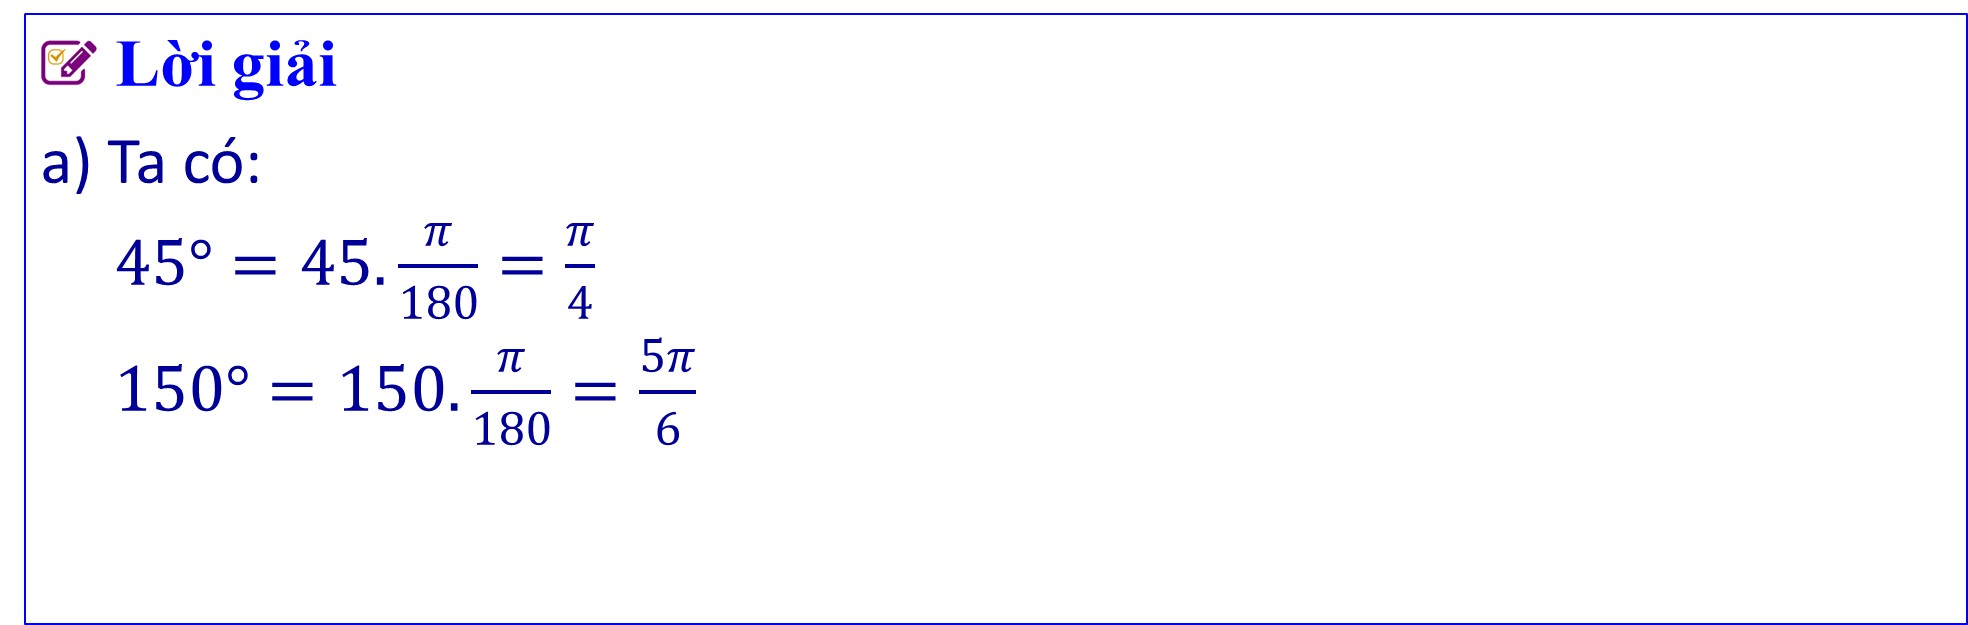 Lời giải
a) Ta có:
45° = 45. π/180 = π/4
150° = 150. π/180 = 5π/6